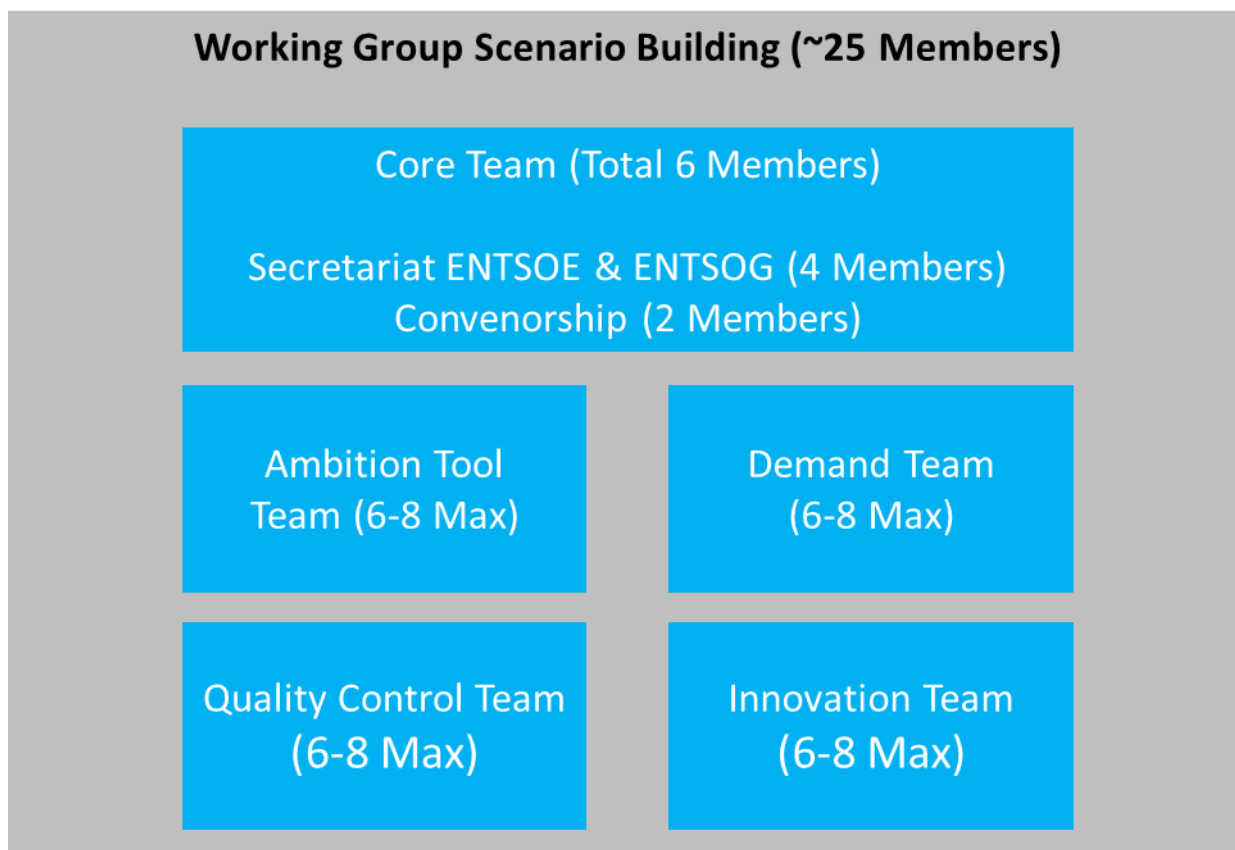 Working Group Scenario Building (~25 Members)
Core Team (Total 6 Members)
Secretariat ENTSOE & ENTSOG (4 Members)
Convenorship (2 Members)
Ambition Tool
Team (6-8 Max)
Demand Team
(6-8 Max)
Quality Control Team
(6-8 Max)
Innovation Team
(6-8 Max)